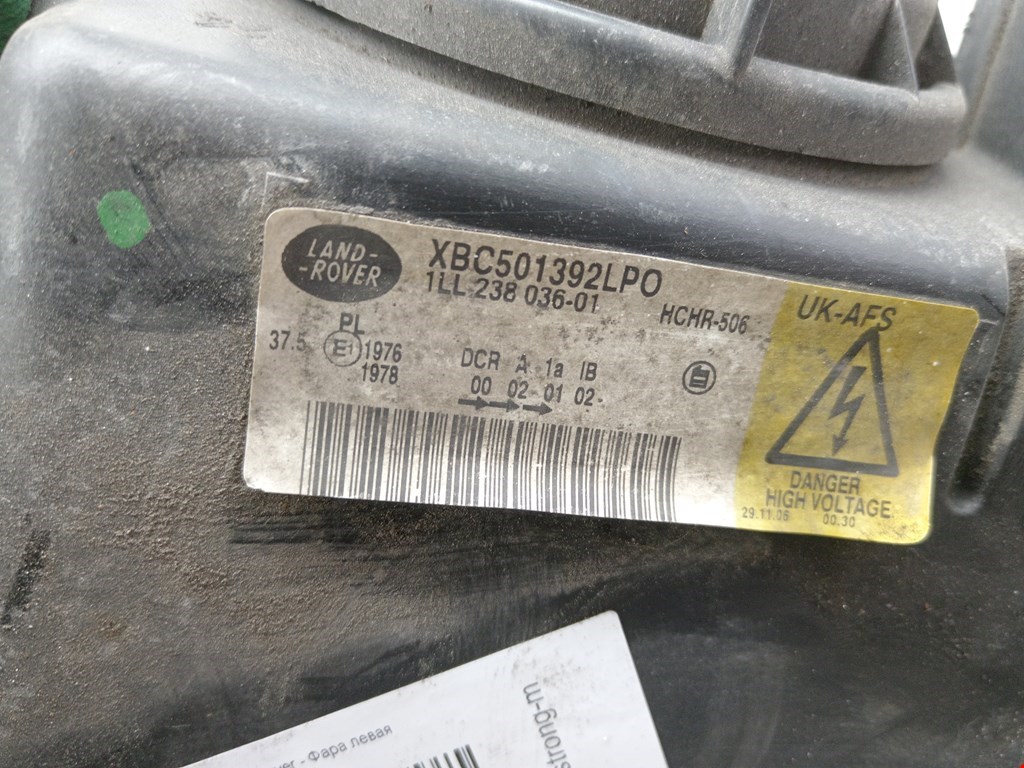 LAND-
-ROVER
XBC501392LPO
1LL 238 036-01
HCHR-506
UK-AFS
PL
37.5 E1 1976
1978
DCR A 1a IB
00 02 01 02-
DANGER
HIGH VOLTAGE
29.11.06 00:30
strong-m
- Фара левая